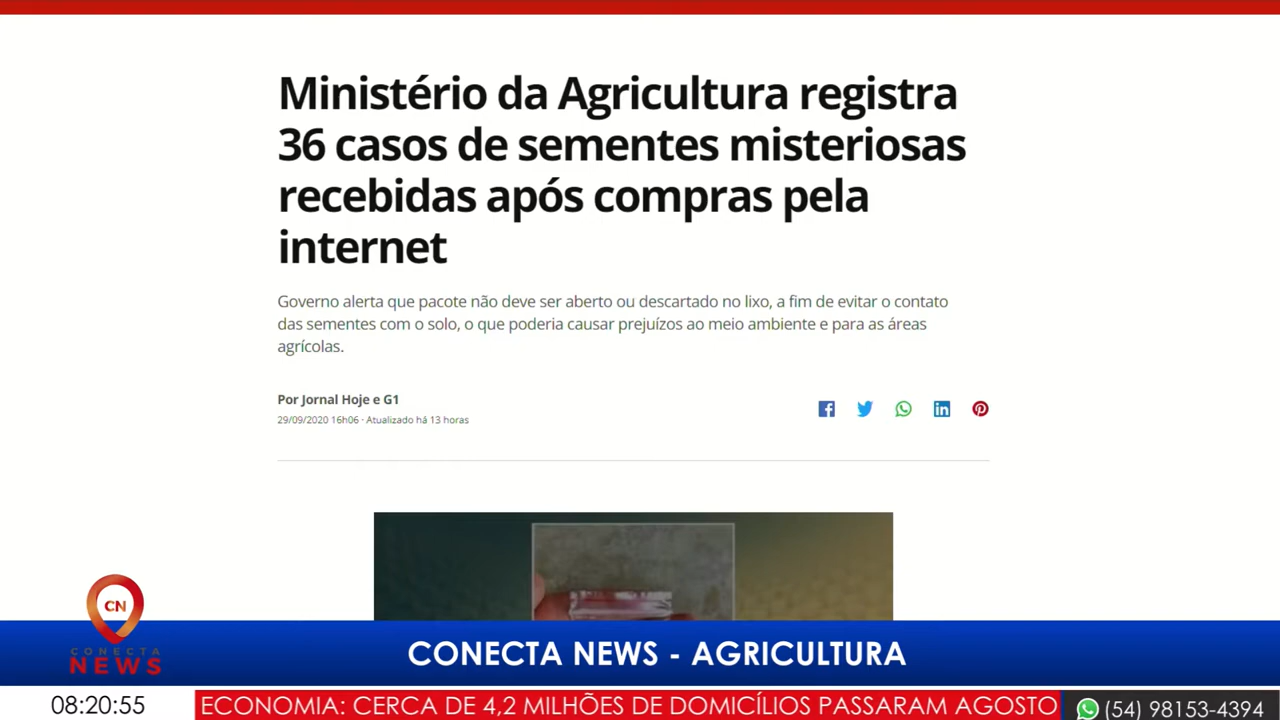 Ministério da Agricultura registra
36 casos de sementes misteriosas
recebidas após compras pela
internet
Governo alerta que pacote não deve ser aberto ou descartado no lixo, a fim de evitar o contato
das sementes com o solo, o que poderia causar prejuízos ao meio ambiente e para as áreas
agrícolas.
Por Jornal Hoje e G1
29/09/2020 16h06 · Atualizado há 13 horas
CN
CONECTA
NEWS
CONECTA NEWS - AGRICULTURA
08:20:55
ECONOMIA: CERCA DE 4,2 MILHÕES DE DOMICÍLIOS PASSARAM AGOSTO
(54) 98153-4394